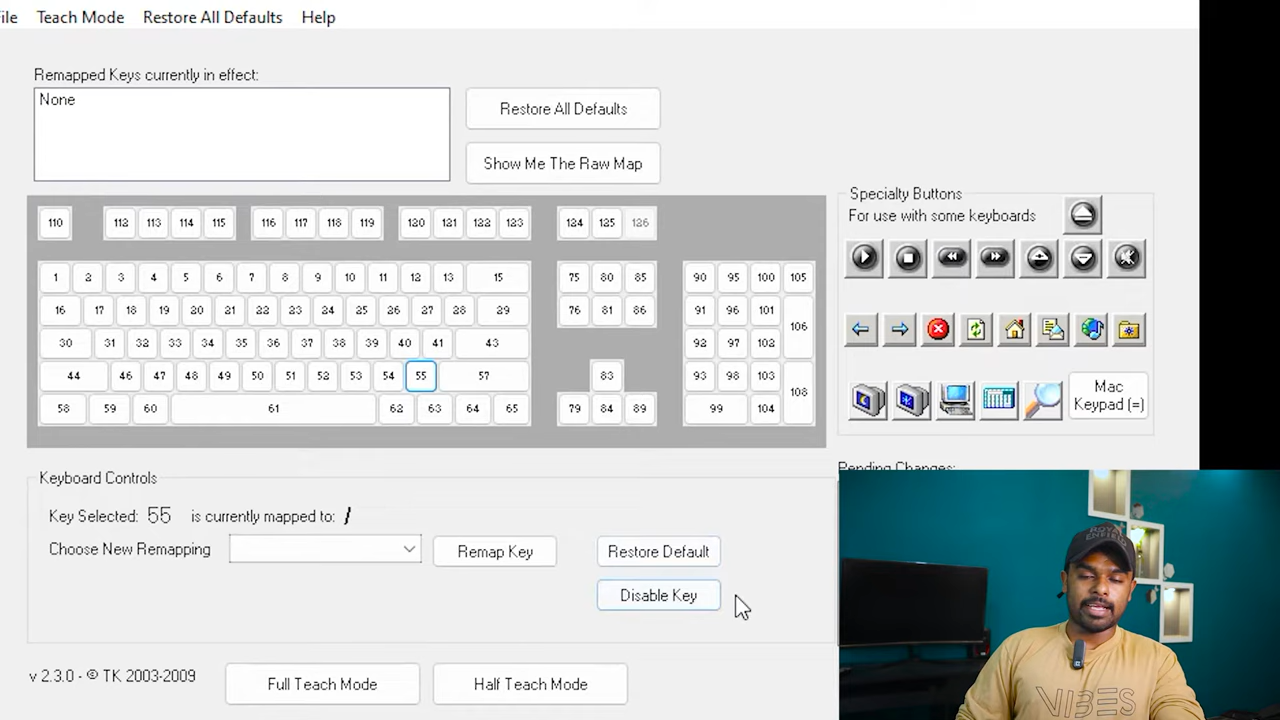 File Teach Mode Restore All Defaults Help
Remapped Keys currently in effect:
None
Restore All Defaults
Show Me The Raw Map
Specialty Buttons
For use with some keyboards
110 112 113 114 115 116 117 118 119 120 121 122 123 124 125 126
1 2 3 4 5 6 7 8 9 10 11 12 13 15 75 80 85 90 95 100 105
16 17 18 19 20 21 22 23 24 25 26 27 28 29 76 81 86 91 96 101 106
30 31 32 33 34 35 36 37 38 39 40 41 43 92 97 102
44 46 47 48 49 50 51 52 53 54 55 57 83 93 98 103 108
58 59 60 61 62 63 64 65 79 84 89 99 104
Mac
Keypad (=)
Keyboard Controls
Pending Changes:
Key Selected: 55 is currently mapped to: /
Choose New Remapping
Remap Key
Restore Default
Disable Key
v 2.3.0 - © TK 2003-2009
Full Teach Mode
Half Teach Mode
ROYAL
ENFIELD
VIBES